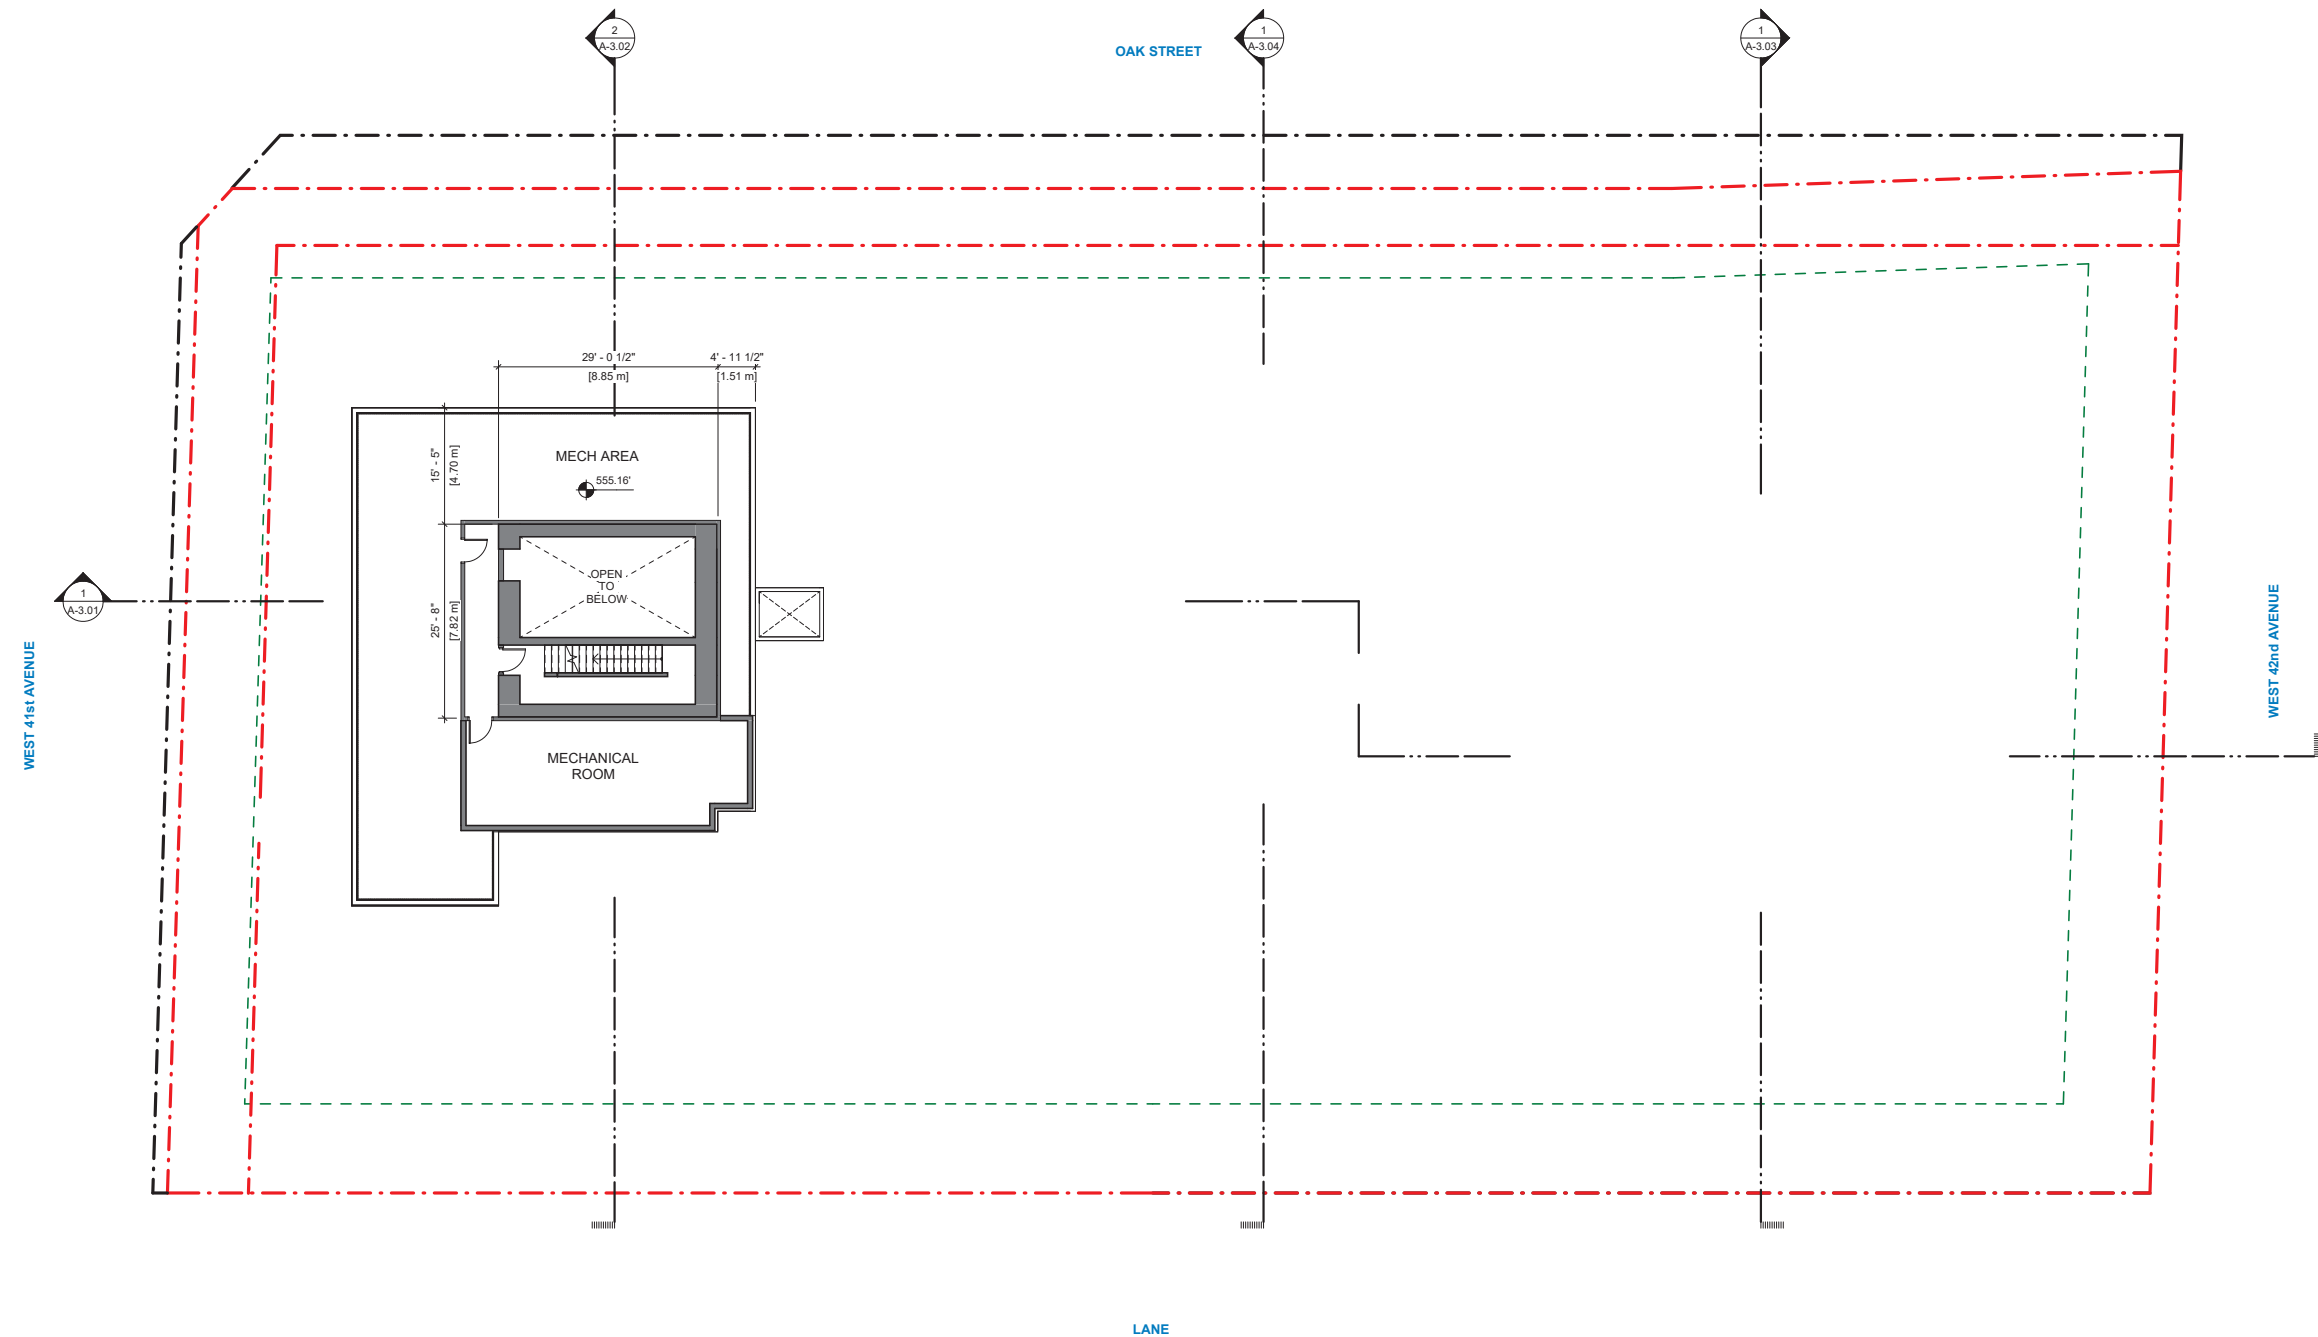 2
A-3.02
OAK STREET
1
A-3.04
1
A-3.03
29' - 0 1/2"
[8.85 m]
4' - 11 1/2"
[1.51 m]
15' - 5"
[4.70 m]
MECH AREA
555.16'
OPEN
TO
BELOW
25' - 8"
[7.82 m]
1
A-3.01
WEST 41st AVENUE
WEST 42nd AVENUE
MECHANICAL
ROOM
LANE